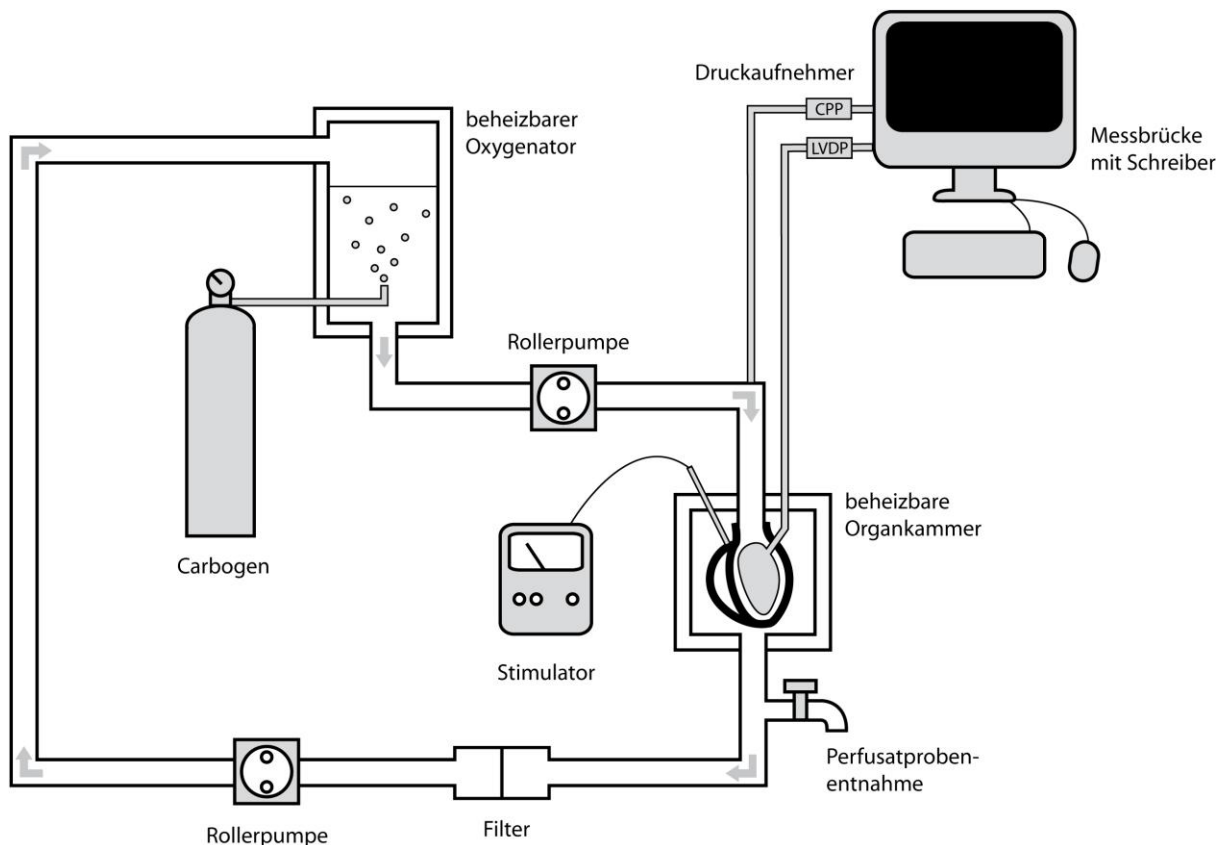 Druckaufnehmer
CPP
LVDP
Messbrücke
mit Schreiber
beheizbarer
Oxygenator
Rollerpumpe
beheizbare
Organkammer
Carbogen
Stimulator
Perfusatproben-
entnahme
Rollerpumpe
Filter